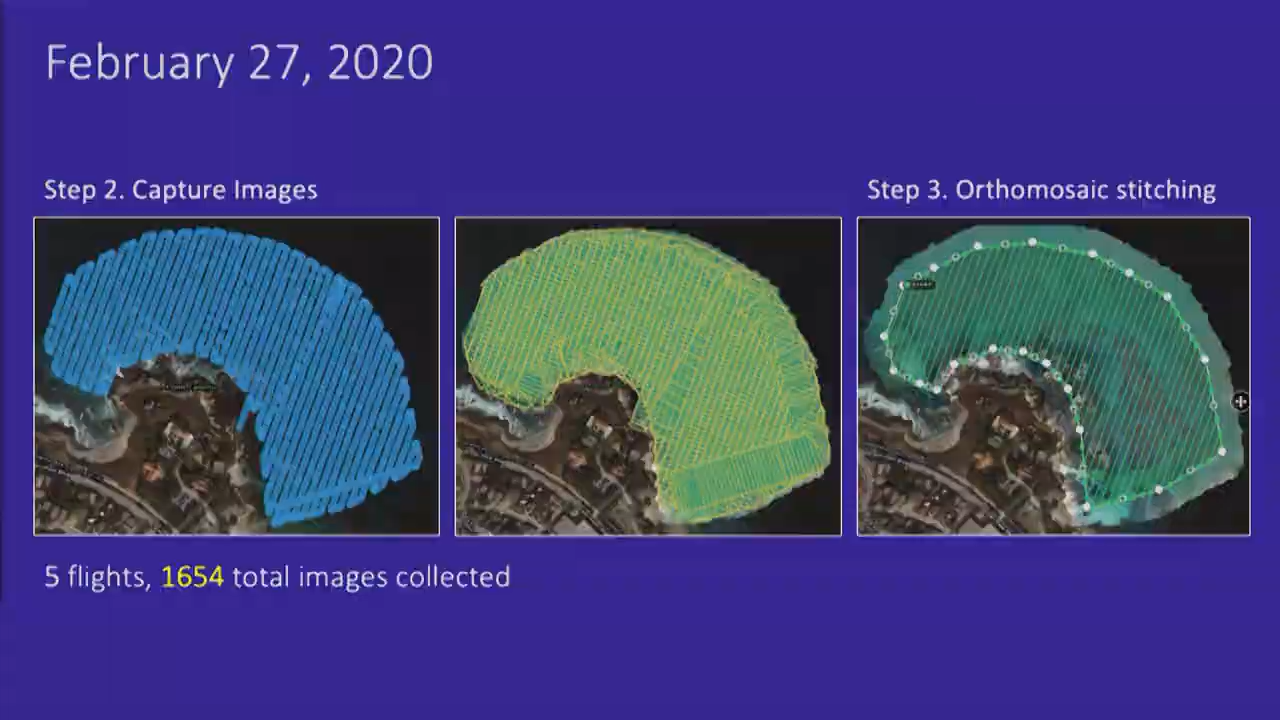 February 27, 2020
Step 2. Capture Images
Step 3. Orthomosaic stitching
5 flights, 1654 total images collected